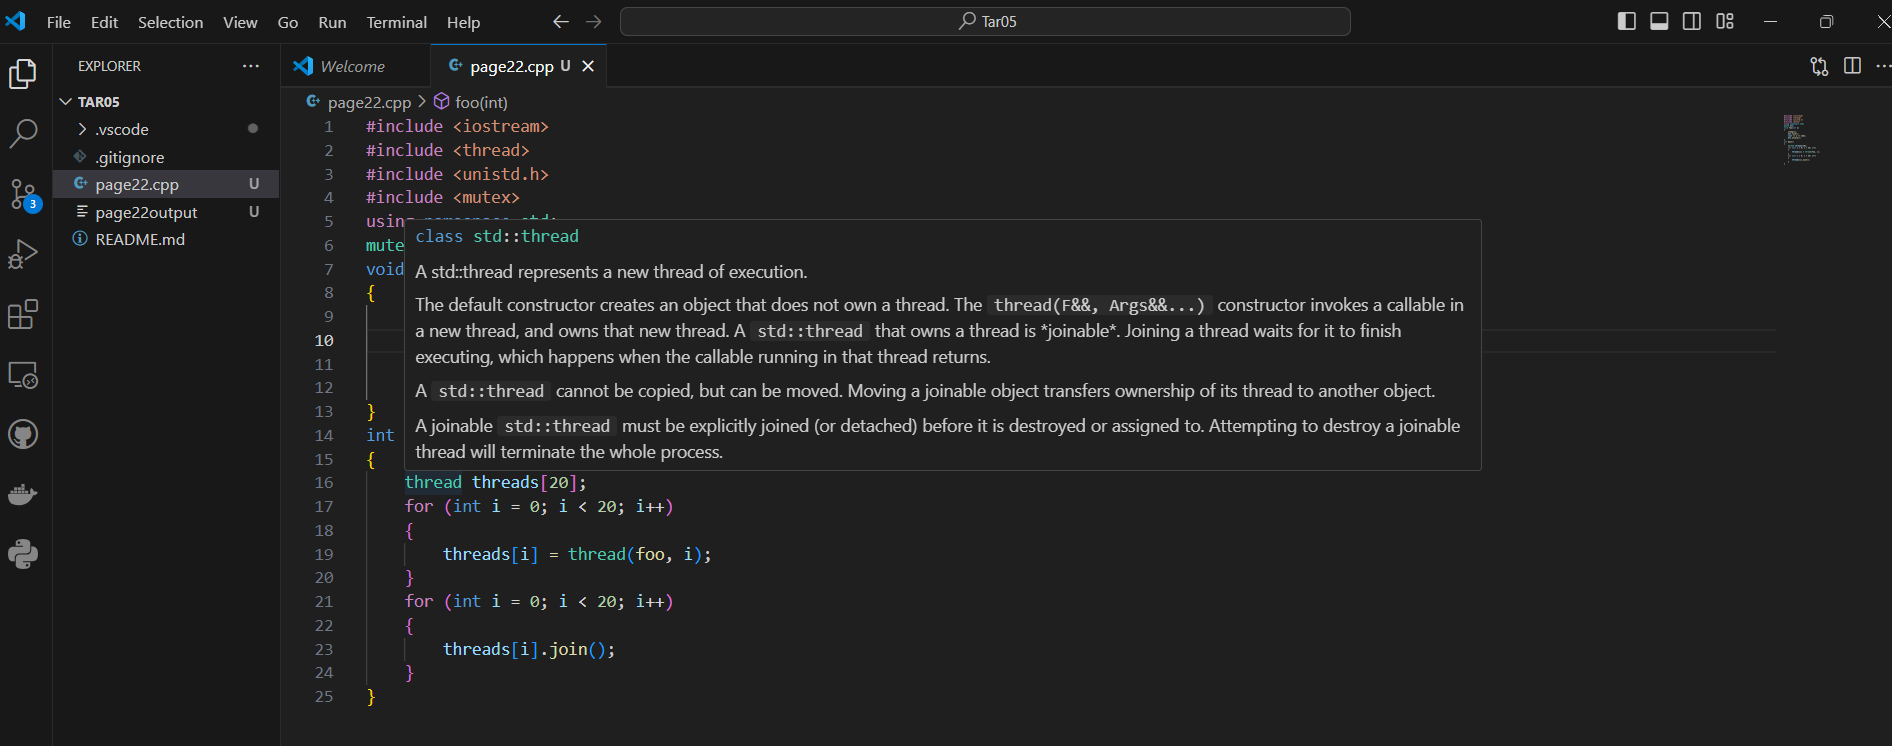 File Edit Selection View Go Run Terminal Help Tar05
EXPLORER
TAR05
.vscode
.gitignore
page22.cpp U
page22output U
README.md
3
Welcome page22.cpp U
page22.cpp > foo(int)
1 #include <iostream>
2 #include <thread>
3 #include <unistd.h>
4 #include <mutex>
5
6
7 void
8 {
9
10
11
12
13 }
14 int
15 {
class std::thread
A std::thread represents a new thread of execution.
The default constructor creates an object that does not own a thread. The thread(F&&, Args&&...) constructor invokes a callable in
a new thread, and owns that new thread. A std::thread that owns a thread is *joinable*. Joining a thread waits for it to finish
executing, which happens when the callable running in that thread returns.
A std::thread cannot be copied, but can be moved. Moving a joinable object transfers ownership of its thread to another object.
A joinable std::thread must be explicitly joined (or detached) before it is destroyed or assigned to. Attempting to destroy a joinable
thread will terminate the whole process.
16 thread threads[20];
17 for (int i = 0; i < 20; i++)
18 {
19 threads[i] = thread(foo, i);
20 }
21 for (int i = 0; i < 20; i++)
22 {
23 threads[i].join();
24 }
25 }